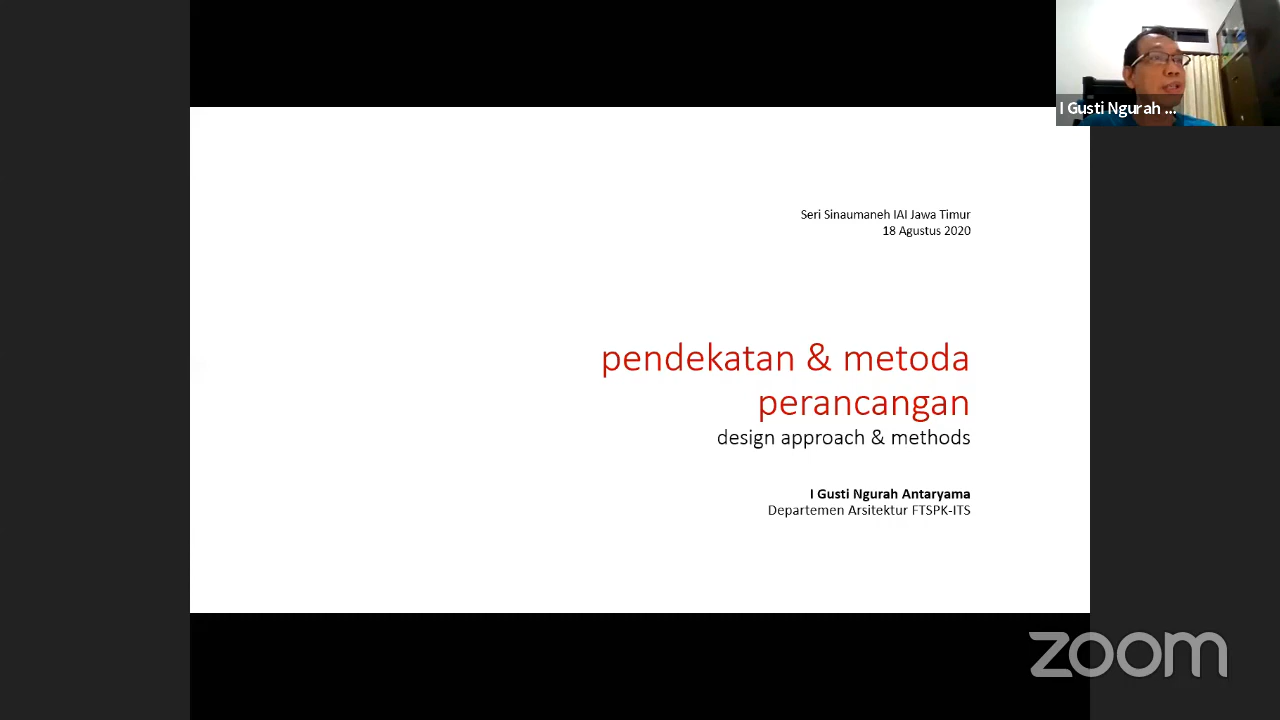 I Gusti Ngurah ...
Seri Sinaumaneh IAI Jawa Timur
18 Agustus 2020
pendekatan & metoda
perancangan
design approach & methods
I Gusti Ngurah Antaryama
Departemen Arsitektur FTSPK-ITS
zoom